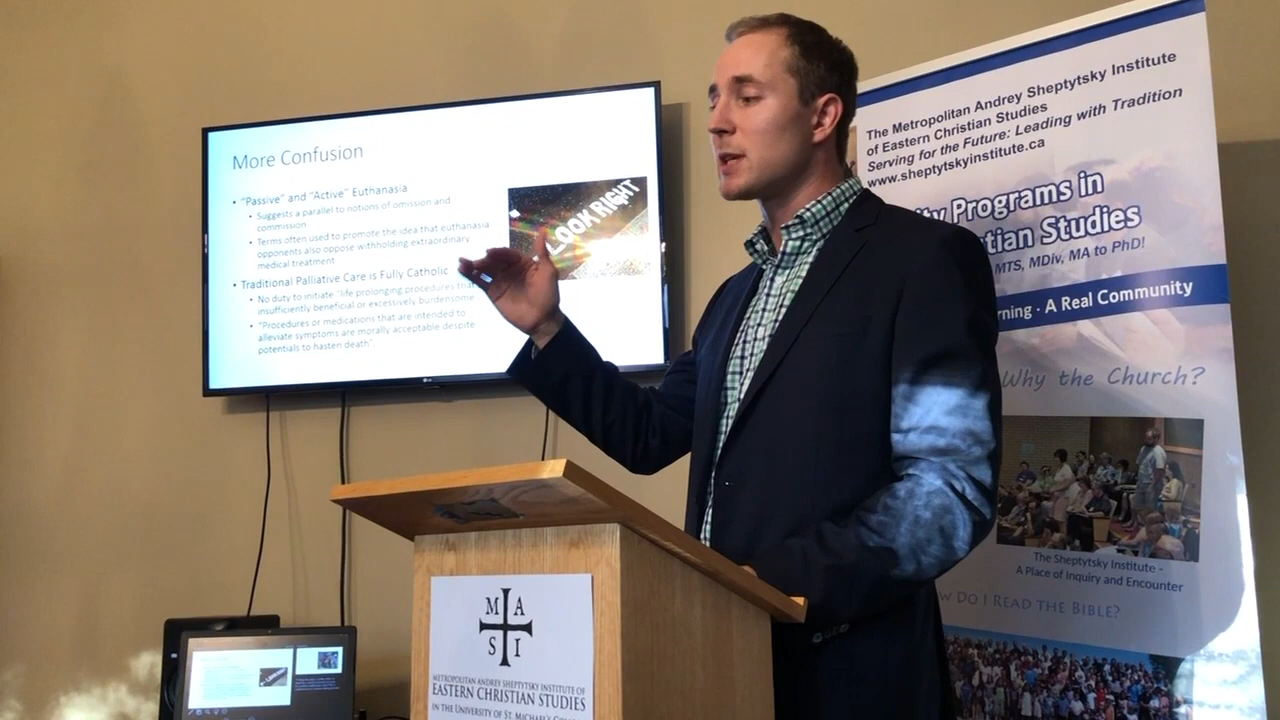 More Confusion
• "Passive" and "Active" Euthanasia
• Suggests a parallel to notions of omission and
commission
• Terms often used to promote the idea that euthanasia
opponents also oppose withholding extraordinary
medical treatment
• Traditional Palliative Care is Fully Catholic
• No duty to initiate "life prolonging procedures that
insufficiently beneficial or excessively burdensome
• "Procedures or medications that are intended to
alleviate symptoms are morally acceptable despite
potentials to hasten death".
LOOK RIGHT
LG
The Metropolitan Andrey Sheptytsky Institute
of Eastern Christian Studies
Serving for the Future: Leading with Tradition
www.sheptytskyinstitute.ca
Programs in
Studies
MTS, MDiv, MA to PhD!
A Real Community
Why the Church?
The Sheptytsky Institute -
A Place of Inquiry and Encounter
Do I Read the Bible?
M A
S I
Metropolitan Andrey Sheptytsky Institute of
Eastern Christian Studies
in the University of St. Michael's